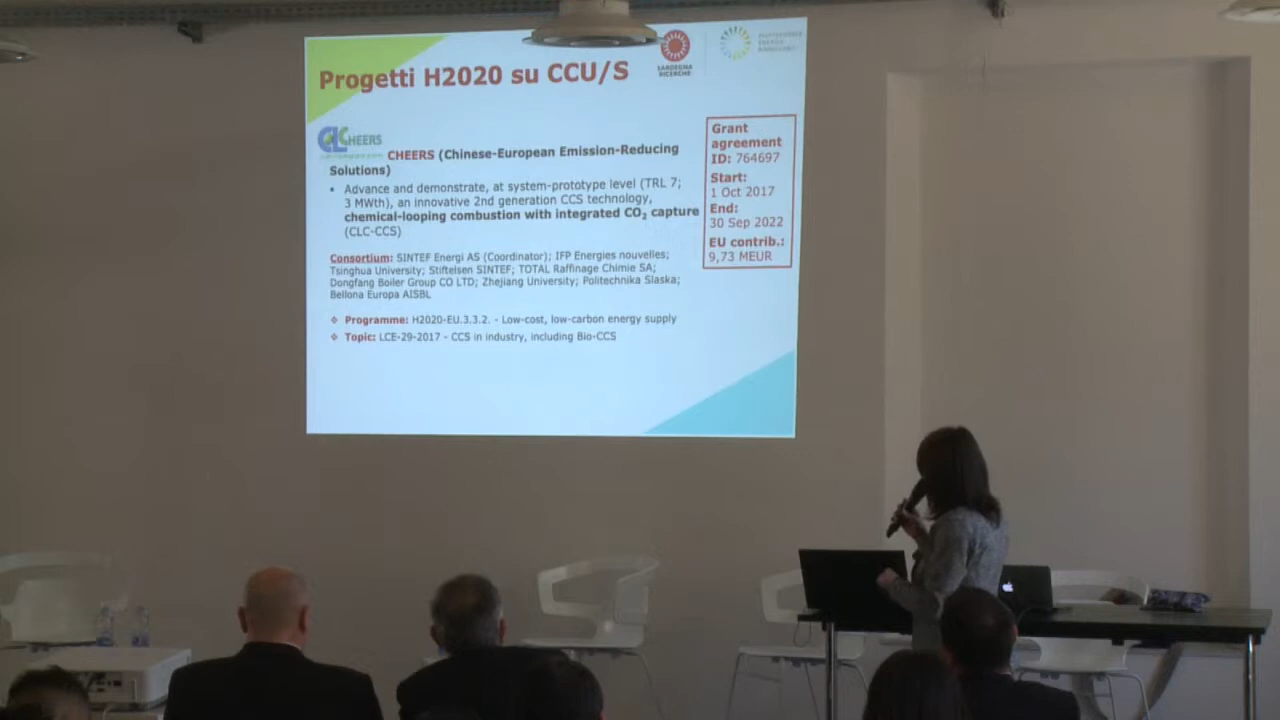 Progetti H2020 su CCU/S
SARDEGNA
RICERCHE
PIATTAFORMA
ENERGIE
RINNOVABILI
CLC CHEERS
CHEERS (Chinese-European Emission-Reducing
Solutions)
• Advance and demonstrate, at system-prototype level (TRL 7;
3 MWth), an innovative 2nd generation CCS technology,
chemical-looping combustion with integrated CO₂ capture
(CLC-CCS)
Consortium: SINTEF Energi AS (Coordinator); IFP Energies nouvelles;
Tsinghua University; Stiftelsen SINTEF; TOTAL Raffinage Chimie SA;
Dongfang Boiler Group CO LTD; Zhejiang University; Politechnika Slaska;
Bellona Europa AISBL
❖ Programme: H2020-EU.3.3.2. - Low-cost, low-carbon energy supply
❖ Topic: LCE-29-2017 - CCS in industry, including Bio-CCS
Grant
agreement
ID: 764697
Start:
1 Oct 2017
End:
30 Sep 2022
EU contrib.:
9,73 MEUR